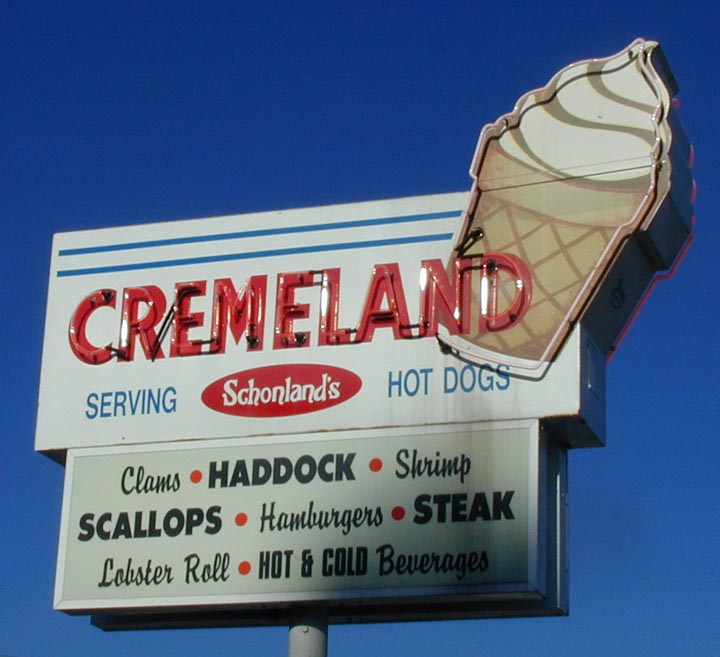 CREMELAND
SERVING Schonland's HOT DOGS
Clams • HADDOCK • Shrimp
SCALLOPS • Hamburgers • STEAK
Lobster Roll • HOT & COLD Beverages